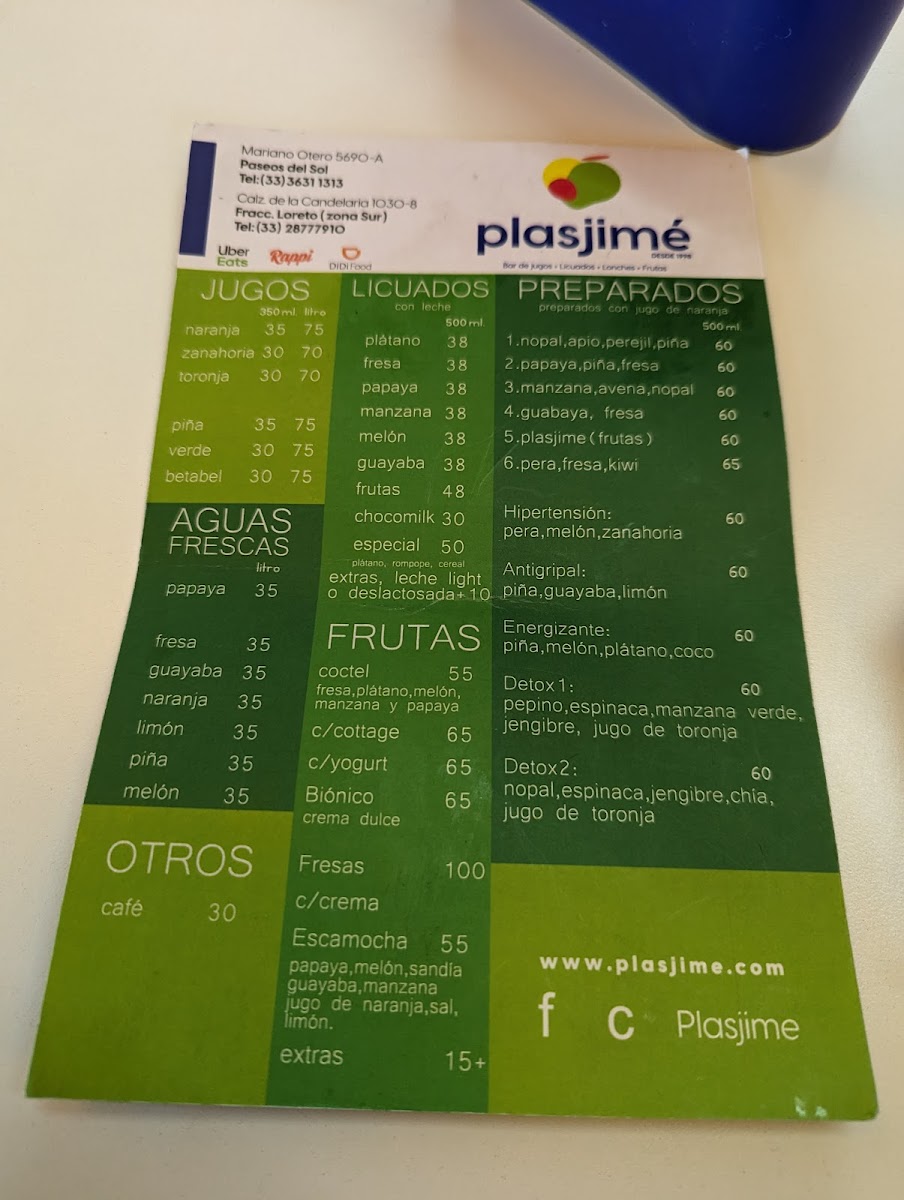 Mariano Otero 5690-A
Paseos del Sol
Tel:(33)3631 1313
Calz. de la Candelaria 1030-8
Fracc. Loreto (zona Sur)
Tel:(33) 28777910
Uber Eats
Rappi
DIDI Food
plasjimé
DESDE 1998
Bar de jugos • Licuados • Lonches • Frutas
JUGOS
350 ml. litro
naranja 35 75
zanahoria 30 70
toronja 30 70
piña 35 75
verde 30 75
betabel 30 75
AGUAS
FRESCAS
litro
papaya 35
fresa 35
guayaba 35
naranja 35
limón 35
piña 35
melón 35
OTROS
café 30
LICUADOS
con leche
500 ml.
plátano 38
fresa 38
papaya 38
manzana 38
melón 38
guayaba 38
frutas 48
chocomilk 30
especial 50
plátano, rompope, cereal
extras, leche light
o deslactosada+10
FRUTAS
coctel 55
fresa,plátano,melón,
manzana y papaya
c/cottage 65
c/yogurt 65
Biónico 65
crema dulce
Fresas 100
c/crema
Escamocha 55
papaya,melón,sandía
guayaba,manzana
jugo de naranja,sal,
limón.
extras 15+
PREPARADOS
preparados con jugo de naranja
500 ml
1.nopal,apio,perejil,piña 60
2.papaya,piña,fresa 60
3.manzana,avena,nopal 60
4.guabaya, fresa 60
5.plasjime(frutas) 60
6.pera,fresa,kiwi 65
Hipertensión: 60
pera,melón,zanahoria
Antigripal: 60
piña,guayaba,limón
Energizante: 60
piña,melón,plátano,coco
Detox1: 60
pepino,espinaca,manzana verde,
jengibre, jugo de toronja
Detox2: 60
nopal,espinaca,jengibre,chía,
jugo de toronja
www.plasjime.com
f c Plasjime